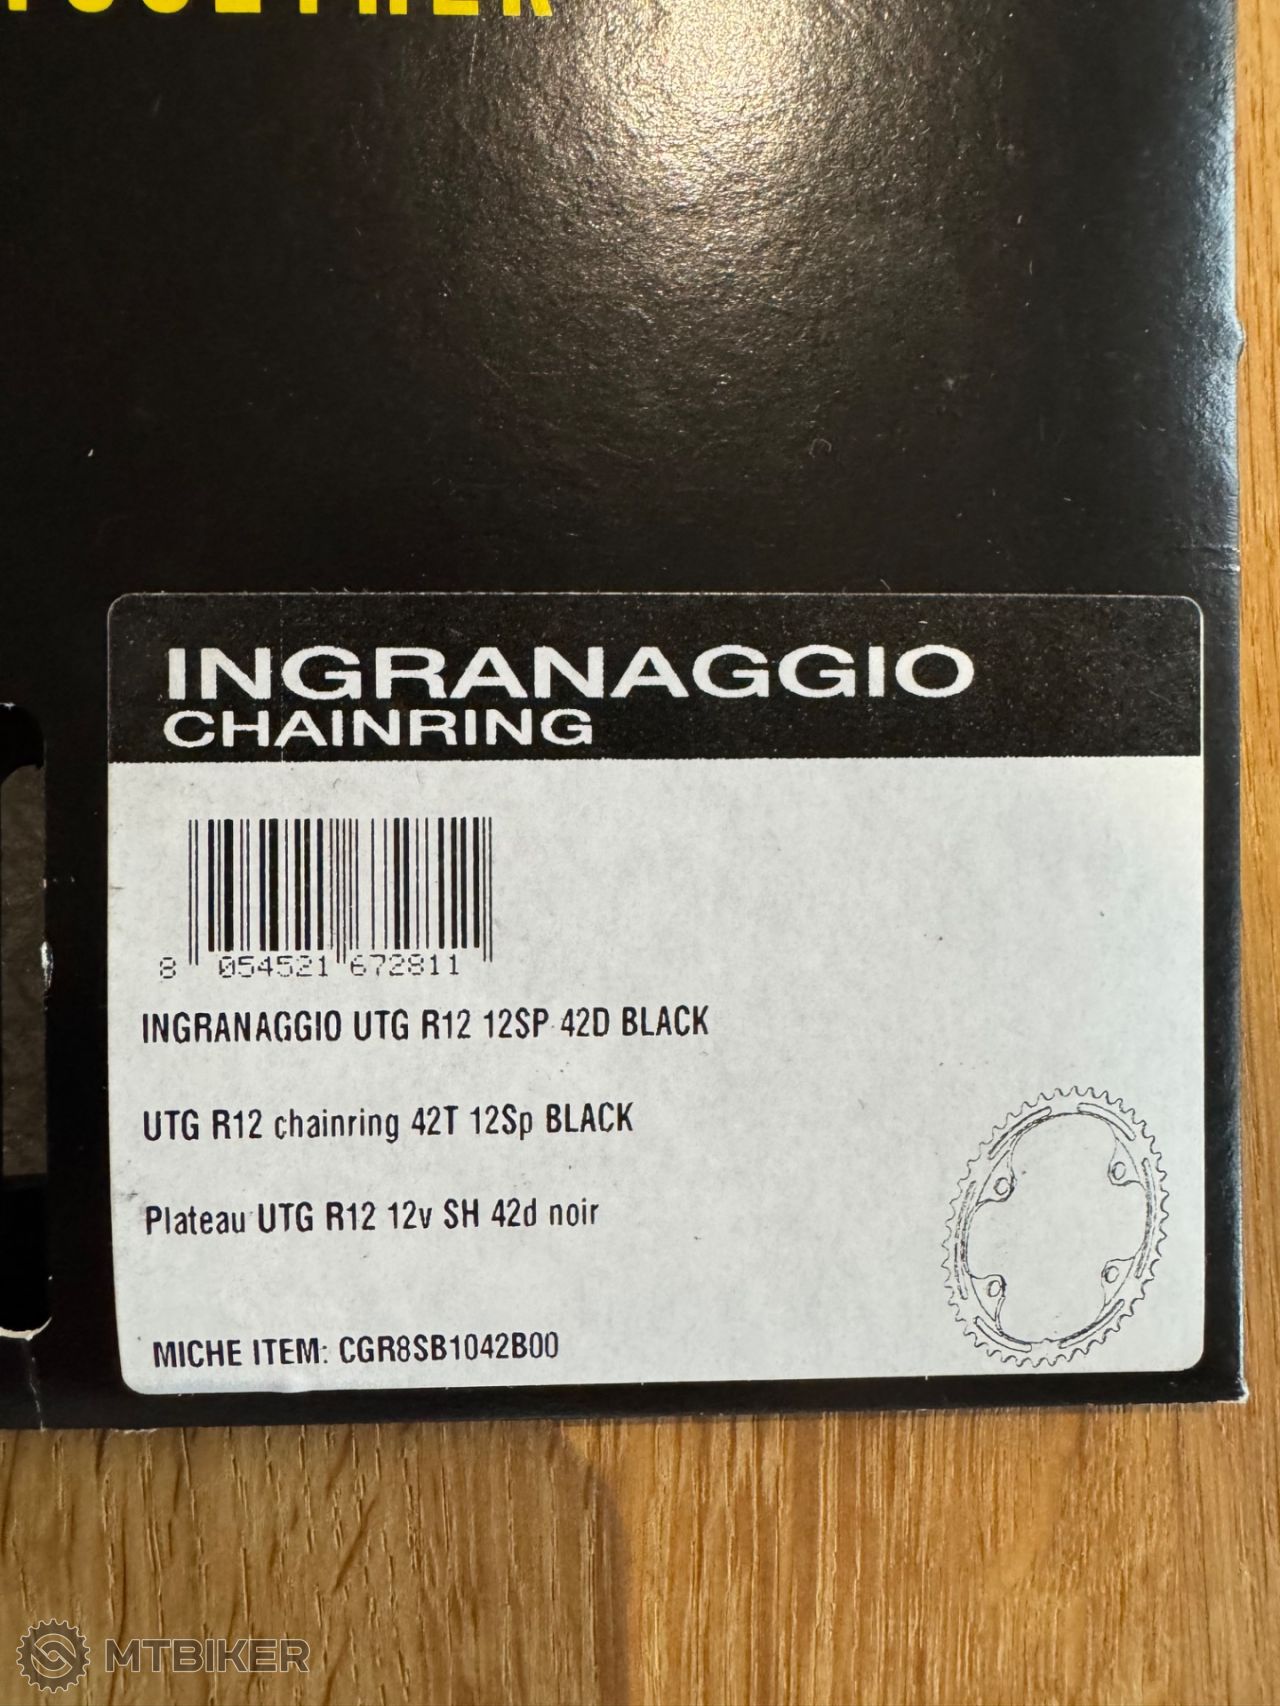 TOGETHER
INGRANAGGIO
CHAINRING
8 054521 672811
INGRANAGGIO UTG R12 12SP 42D BLACK
UTG R12 chainring 42T 12Sp BLACK
Plateau UTG R12 12v SH 42d noir
MICHE ITEM: CGR8SB1042B00
MTBIKER